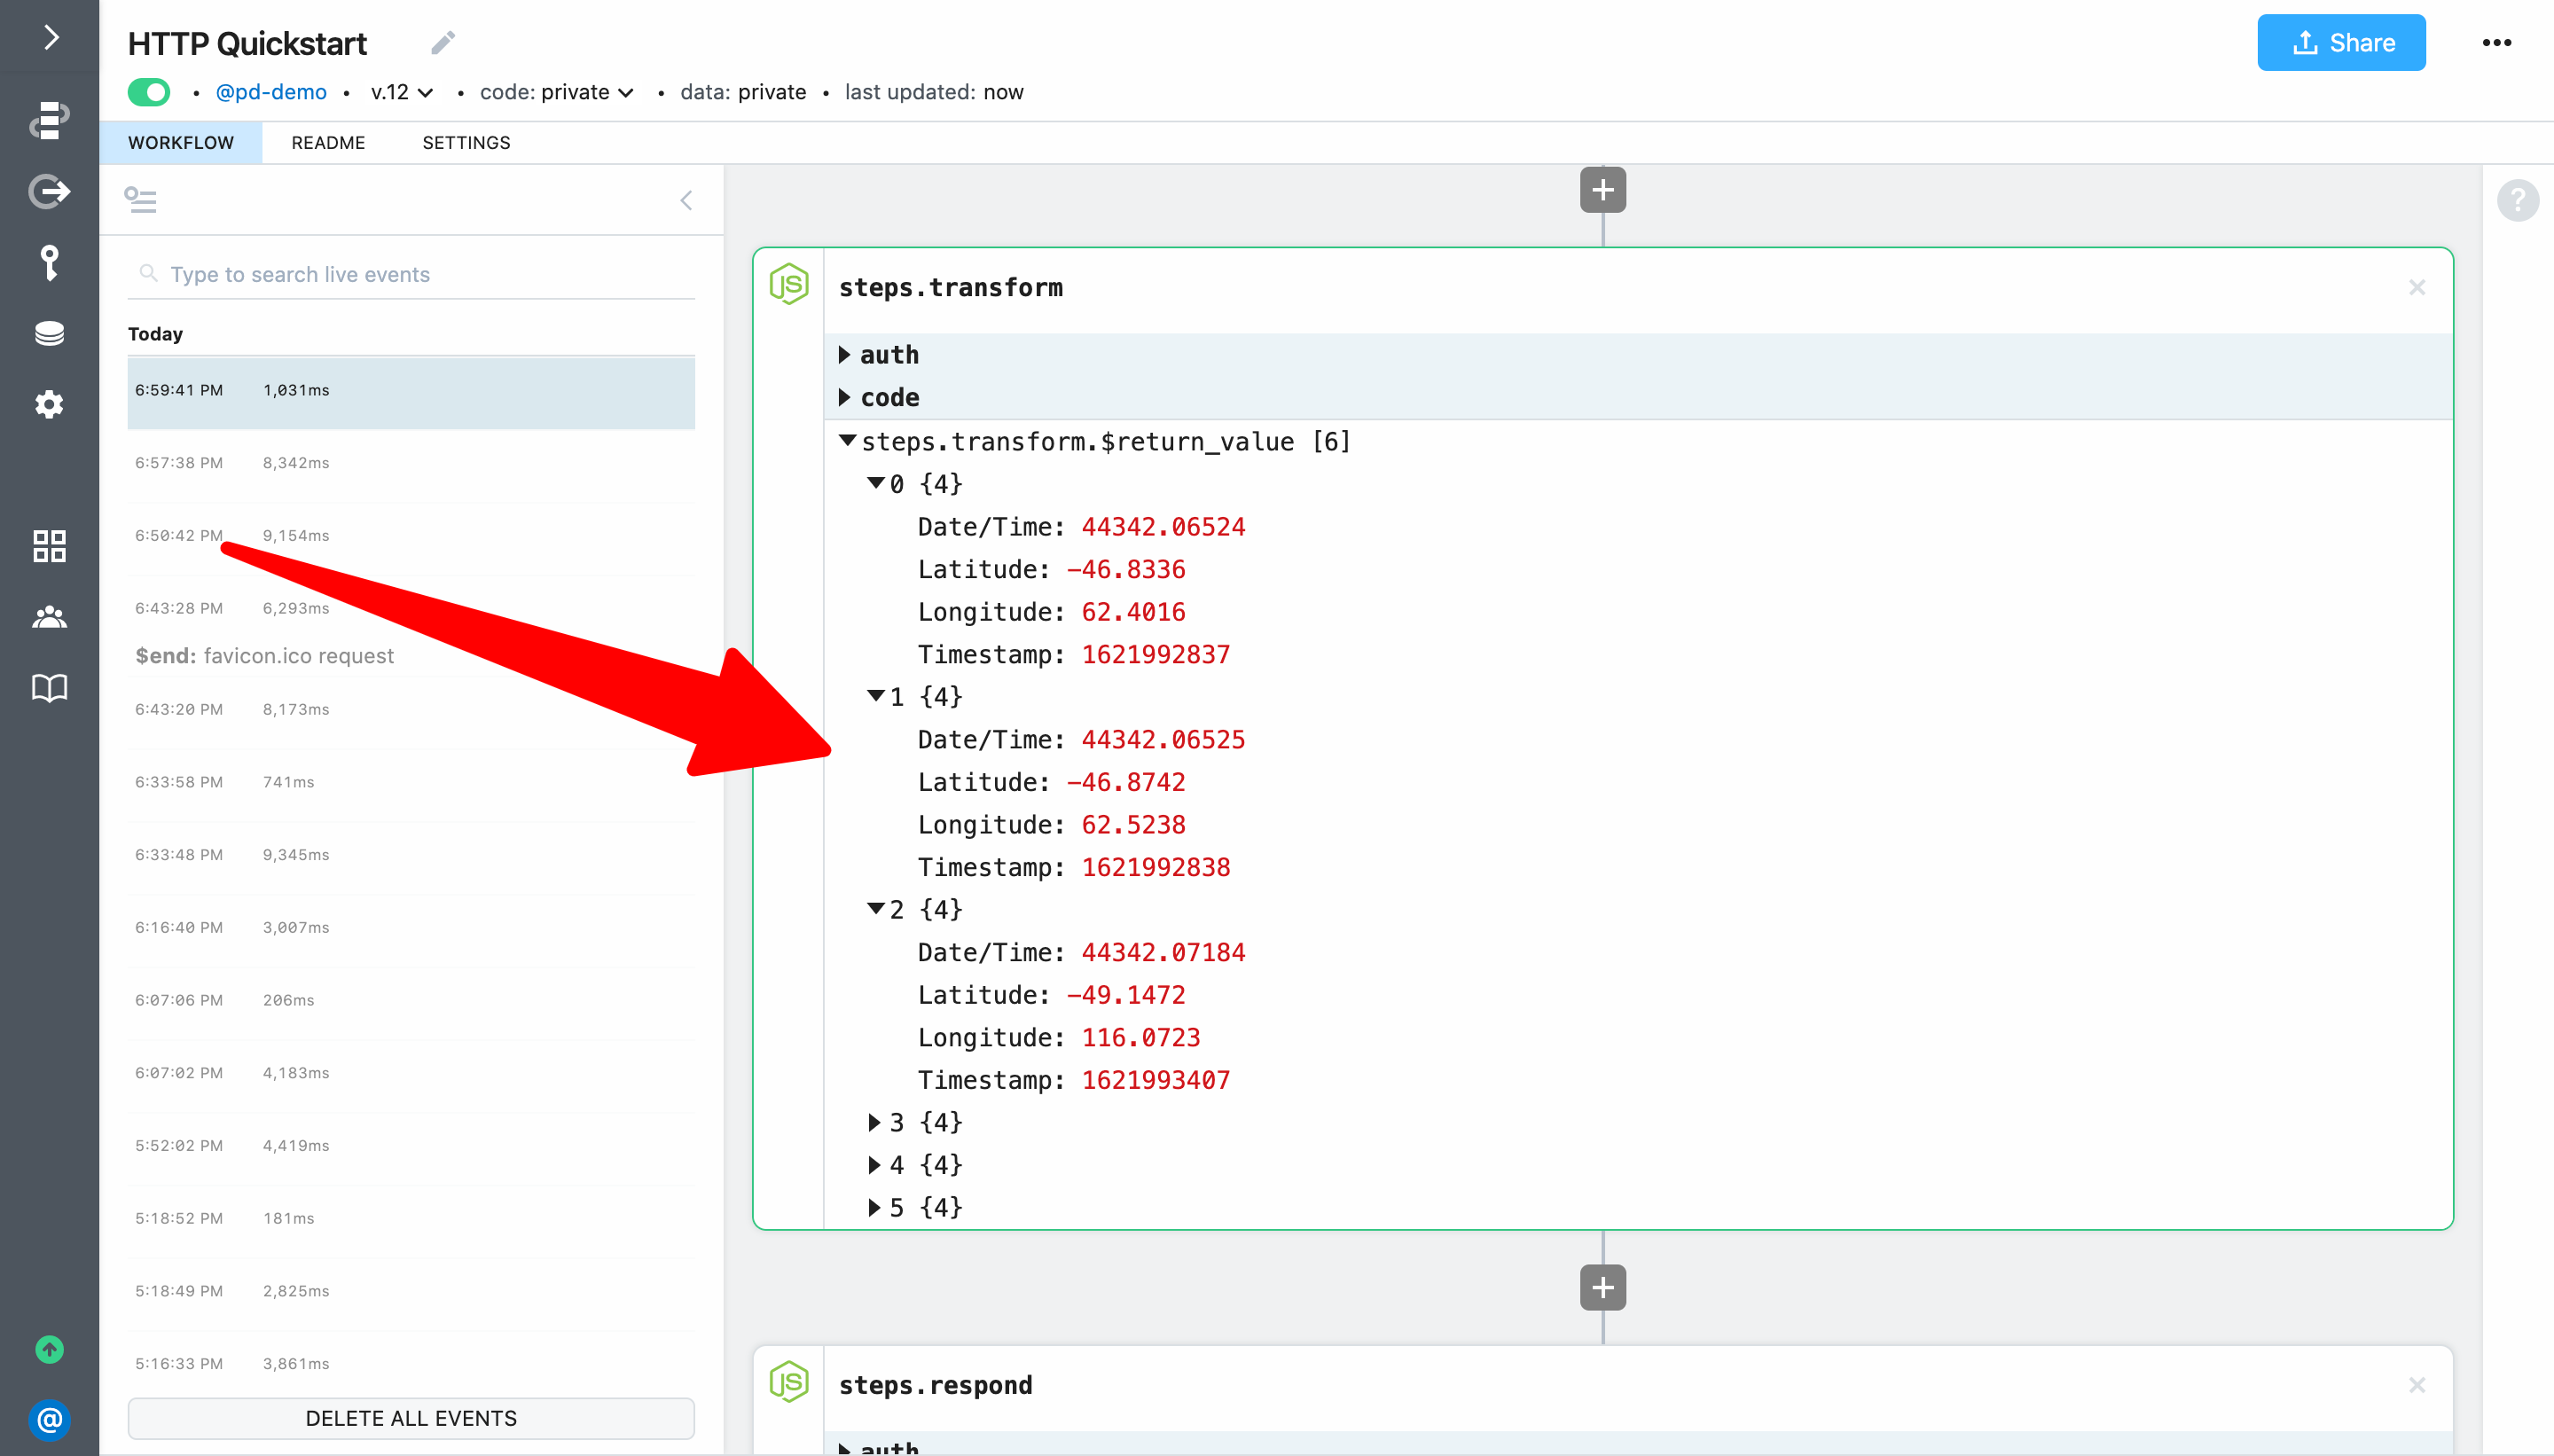 HTTP Quickstart
Share
• @pd-demo • v.12 • code: private • data: private • last updated: now
WORKFLOW README SETTINGS
Type to search live events
Today
6:59:41 PM 1,031ms
6:57:38 PM 8,342ms
6:50:42 PM 9,154ms
6:43:28 PM 6,293ms
$end: favicon.ico request
6:43:20 PM 8,173ms
6:33:58 PM 741ms
6:33:48 PM 9,345ms
6:16:40 PM 3,007ms
6:07:06 PM 206ms
6:07:02 PM 4,183ms
5:52:02 PM 4,419ms
5:18:52 PM 181ms
5:18:49 PM 2,825ms
5:16:33 PM 3,861ms
DELETE ALL EVENTS
@
?
JS
steps.transform
auth
code
steps.transform.$return_value [6]
0 {4}
Date/Time: 44342.06524
Latitude: -46.8336
Longitude: 62.4016
Timestamp: 1621992837
1 {4}
Date/Time: 44342.06525
Latitude: -46.8742
Longitude: 62.5238
Timestamp: 1621992838
2 {4}
Date/Time: 44342.07184
Latitude: -49.1472
Longitude: 116.0723
Timestamp: 1621993407
3 {4}
4 {4}
5 {4}
JS
steps.respond
auth